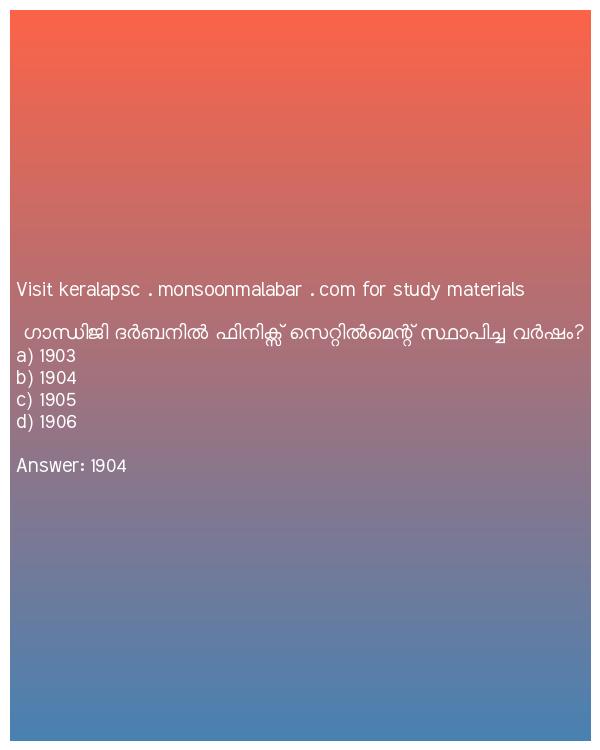 Visit keralapsc . monsoonmalabar . com for study materials
ഗാന്ധിജി ദർബനിൽ ഫിനിക്സ് സെറ്റിൽമെന്റ് സ്ഥാപിച്ച വർഷം?
a) 1903
b) 1904
c) 1905
d) 1906
Answer: 1904